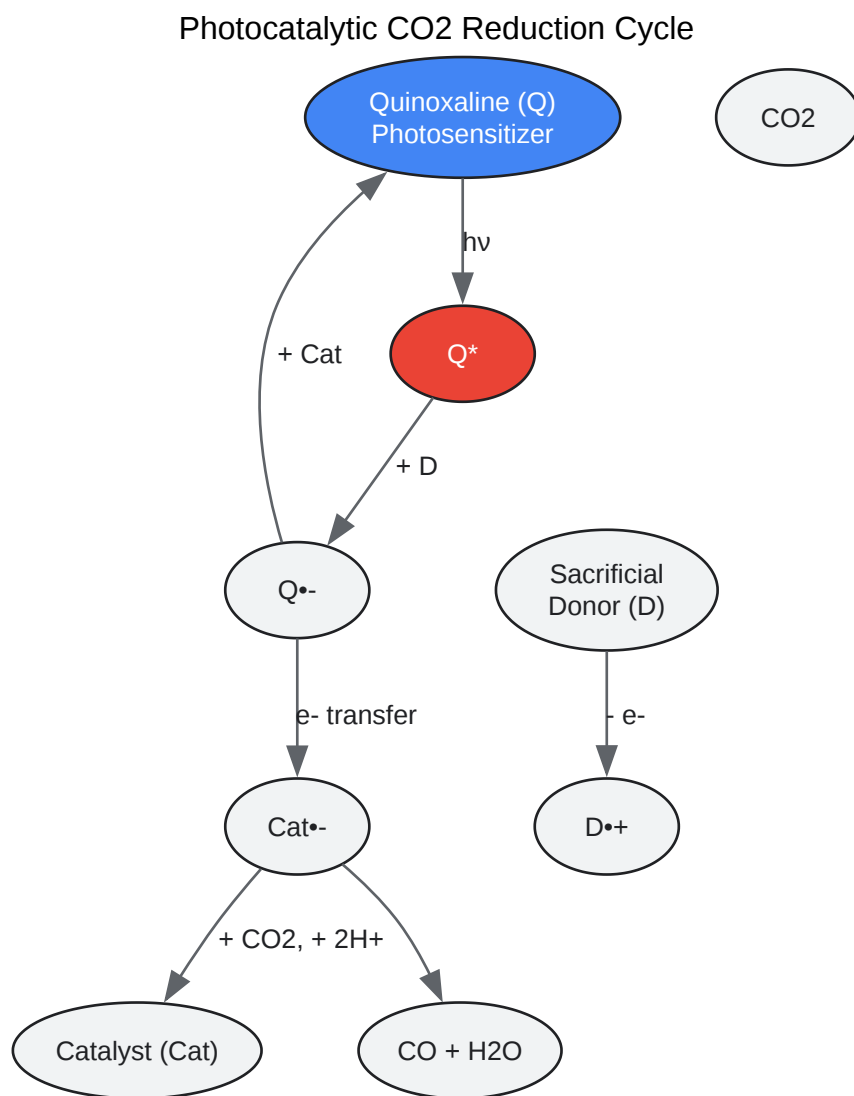 Photocatalytic CO2 Reduction Cycle
Quinoxaline (Q)
Photosensitizer
CO2
hν
Q*
+ Cat
+ D
Q•-
Sacrificial
Donor (D)
e- transfer
- e-
Cat•-
D•+
+ CO2, + 2H+
Catalyst (Cat)
CO + H2O